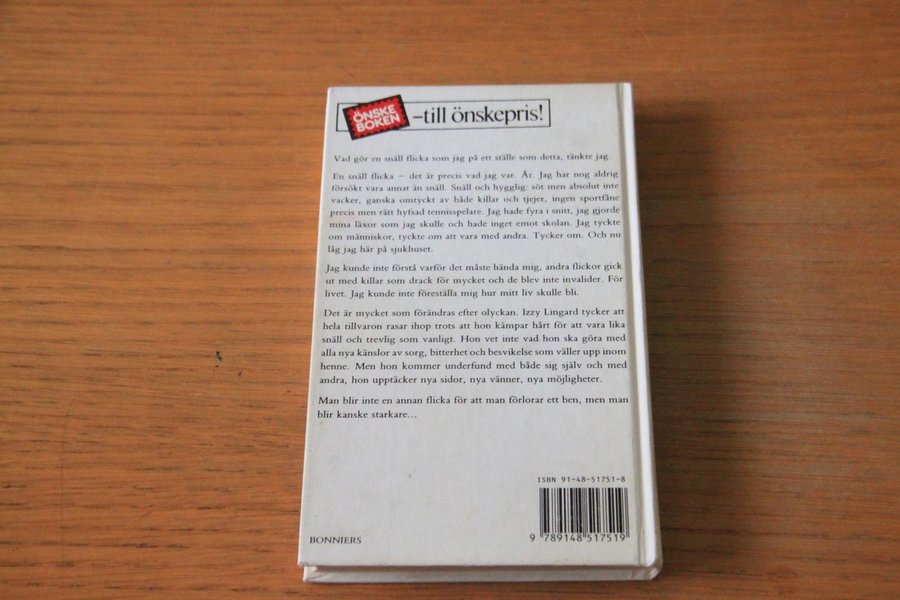 ÖNSKE
BOKEN
–till önskepris!
Vad gör en snäll flicka som jag på ett ställe som detta, tänkte jag.
En snäll flicka – det är precis vad jag var. Är. Jag har nog aldrig
försökt vara annat än snäll. Snäll och hygglig: söt men absolut inte
vacker, ganska omtyckt av både killar och tjejer, ingen sportfåne
precis men rätt hyfsad tennisspelare. Jag hade fyra i snitt, jag gjorde
mina läxor som jag skulle och hade inget emot skolan. Jag tyckte
om människor, tyckte om att vara med andra. Tycker om. Och nu
låg jag här på sjukhuset.
Jag kunde inte förstå varför det måste hända mig, andra flickor gick
ut med killar som drack för mycket och de blev inte invalider. För
livet. Jag kunde inte föreställa mig hur mitt liv skulle bli.
Det är mycket som förändras efter olyckan. Izzy Lingard tycker att
hela tillvaron rasar ihop trots att hon kämpar hårt för att vara lika
snäll och trevlig som vanligt. Hon vet inte vad hon ska göra med
alla nya känslor av sorg, bitterhet och besvikelse som väller upp inom
henne. Men hon kommer underfund med både sig själv och med
andra, hon upptäcker nya sidor, nya vänner, nya möjligheter.
Man blir inte en annan flicka för att man förlorar ett ben, men man
blir kanske starkare...
ISBN 91-48-51751-8
9 789148 517519
BONNIERS